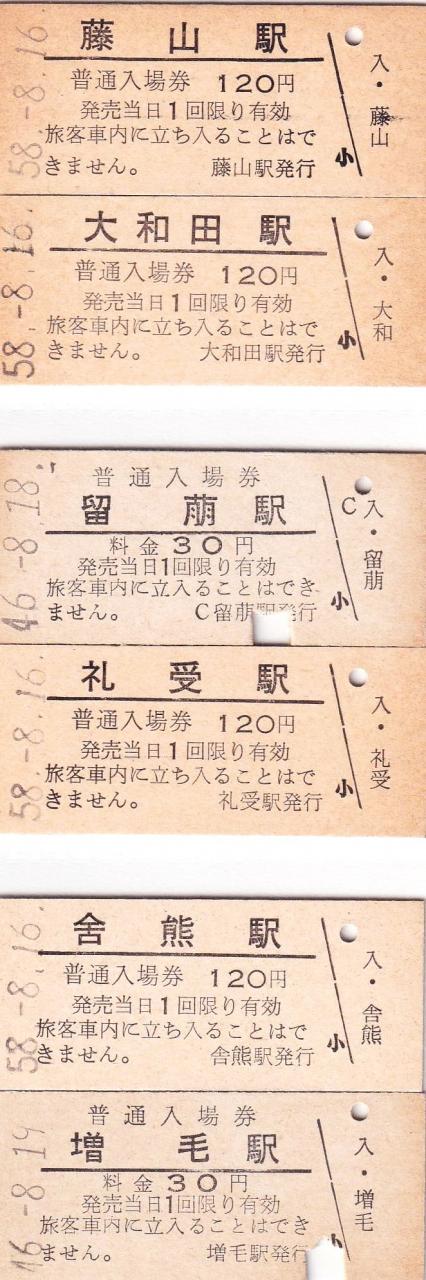 58.-8.16.
藤山駅
普通入場券 120円
発売当日1回限り有効
旅客車内に立ち入ることはで
きません。 藤山駅発行
小
入・藤山
58.-8.16.
大和田駅
普通入場券 120円
発売当日1回限り有効
旅客車内に立ち入ることはで
きません。 大和田駅発行
小
入・大和
46.-8.18.
普通入場券
留萠駅
料金30円
発売当日1回限り有効
旅客車内に立入ることはでき
ません。 C留萠駅発行
小
C
入・留萠
58.-8.16.
礼受駅
普通入場券 120円
発売当日1回限り有効
旅客車内に立ち入ることはで
きません。 礼受駅発行
小
入・礼受
58.-8.16.
舎熊駅
普通入場券 120円
発売当日1回限り有効
旅客車内に立ち入ることはで
きません。 舎熊駅発行
小
入・舎熊
46.-8.19
普通入場券
増毛駅
料金30円
発売当日1回限り有効
旅客車内に立入ることはでき
ません。 増毛駅発行
小
入・増毛